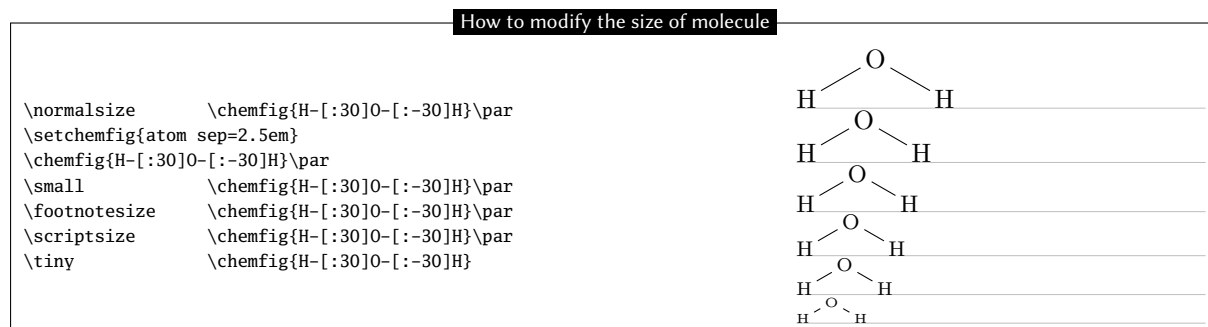 How to modify the size of molecule
\normalsize \chemfig{H-[:30]O-[:-30]H}\par
\setchemfig{atom sep=2.5em}
\chemfig{H-[:30]O-[:-30]H}\par
\small \chemfig{H-[:30]O-[:-30]H}\par
\footnotesize \chemfig{H-[:30]O-[:-30]H}\par
\scriptsize \chemfig{H-[:30]O-[:-30]H}\par
\tiny \chemfig{H-[:30]O-[:-30]H}
O
H H
O
H H
O
H H
O
H H
O
H H
O
H H